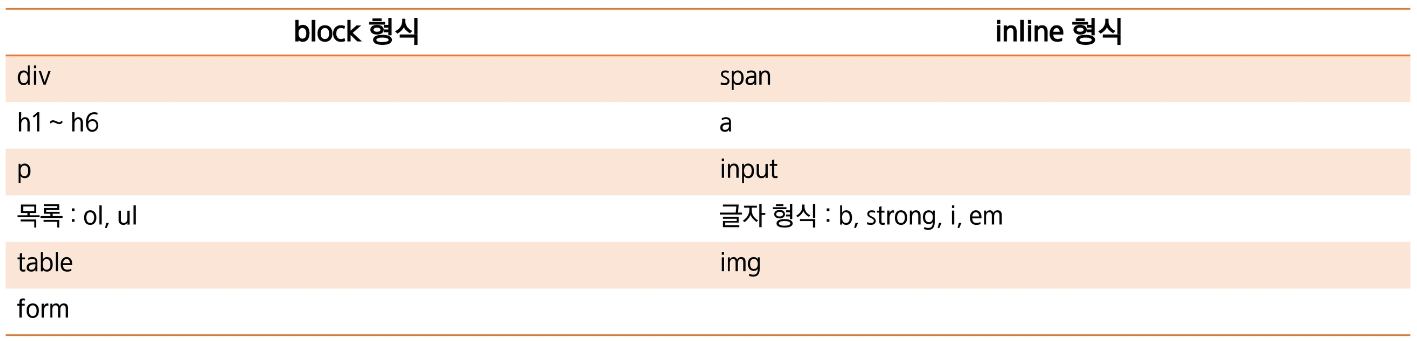 block 형식 inline 형식
div span
h1 ~ h6 a
p input
목록 : ol, ul 글자 형식 : b, strong, i, em
table img
form